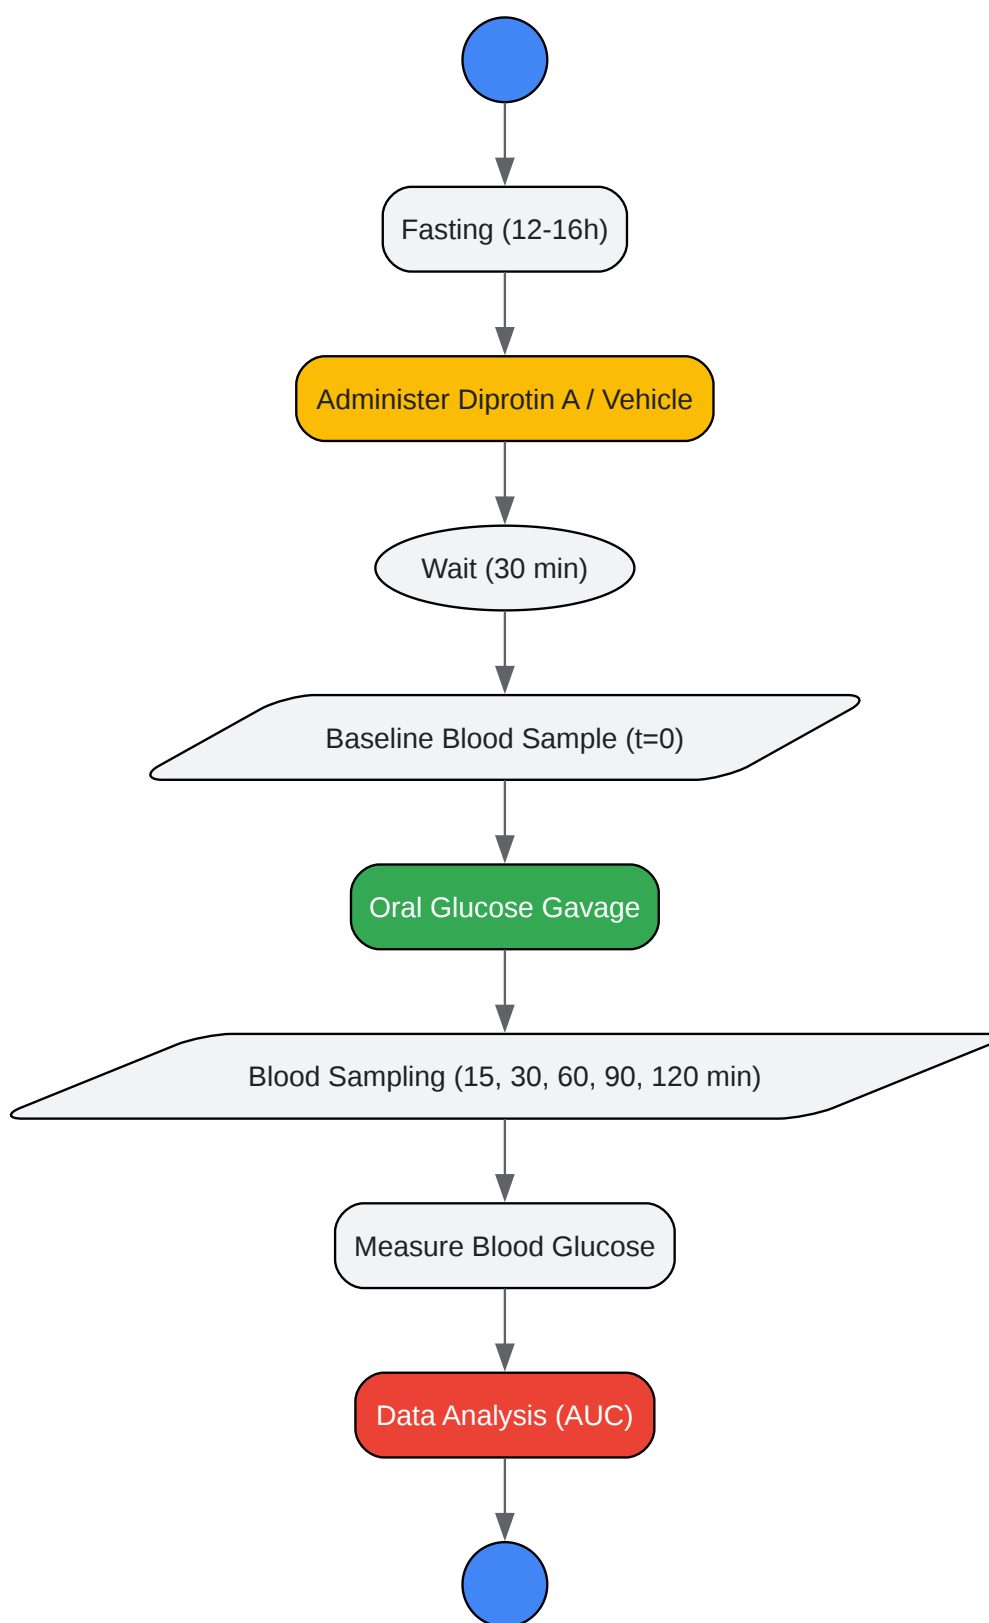 Fasting (12-16h)
Administer Diprotin A / Vehicle
Wait (30 min)
Baseline Blood Sample (t=0)
Oral Glucose Gavage
Blood Sampling (15, 30, 60, 90, 120 min)
Measure Blood Glucose
Data Analysis (AUC)